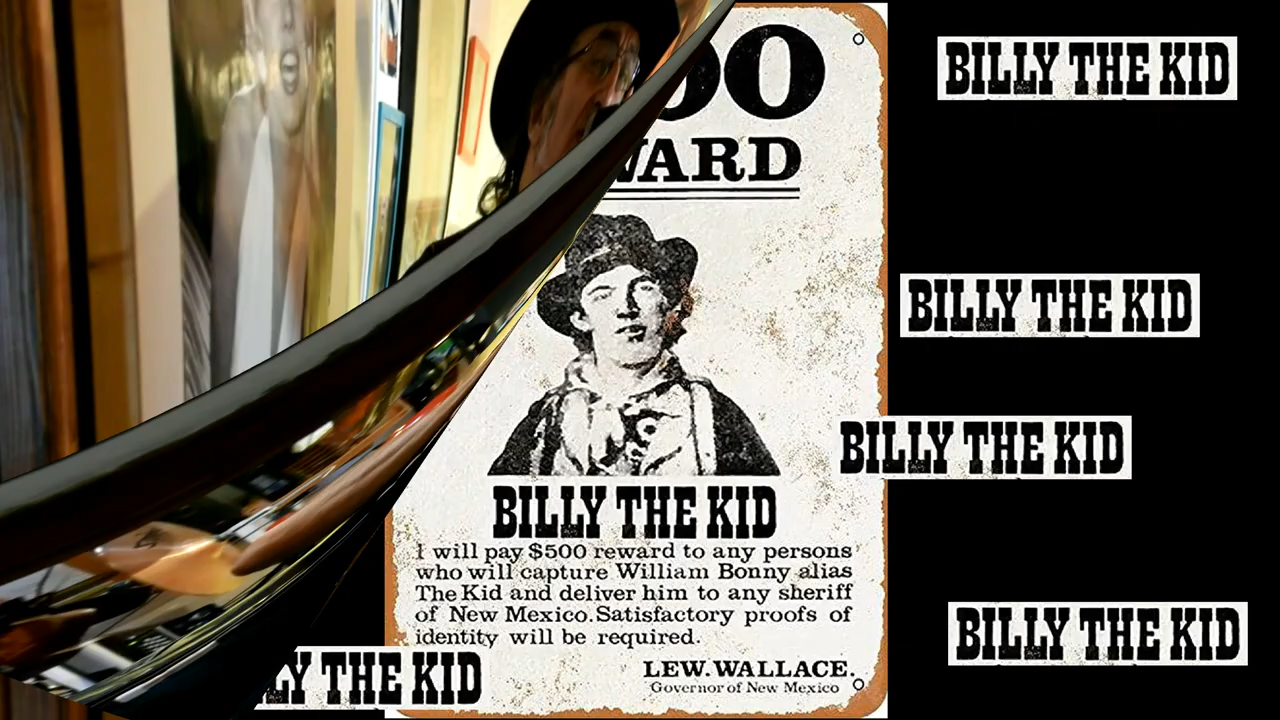 00
WARD
BILLY THE KID
I will pay $500 reward to any persons
who will capture William Bonny alias
The Kid and deliver him to any sheriff
of New Mexico. Satisfactory proofs of
identity will be required.
LEW. WALLACE.
Governor of New Mexico
BILLY THE KID
BILLY THE KID
BILLY THE KID
BILLY THE KID
LY THE KID